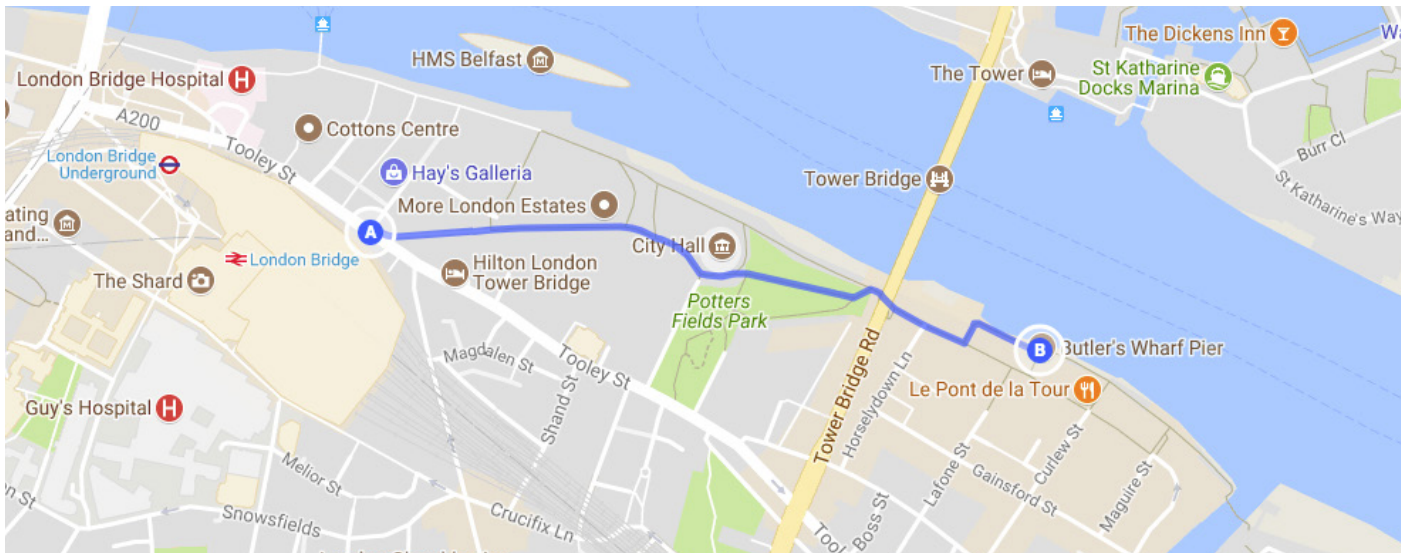 HMS Belfast
The Dickens Inn
Wa
London Bridge Hospital
The Tower
St Katharine
Docks Marina
A200
Tooley St
Cottons Centre
London Bridge
Underground
Hay's Galleria
Burr Cl
St Katharine's Way
Tower Bridge
More London Estates
ating
and...
A
City Hall
London Bridge
The Shard
Hilton London
Tower Bridge
Potters
Fields Park
Magdalen St
Tooley St
Shand St
Tower Bridge Rd
Horselydown Ln
B
Butler's Wharf Pier
Le Pont de la Tour
Guy's Hospital
H
Melior St
Snowsfields
Crucifix Ln
Lafone St
Gainsford St
Curlew St
Maguire St
Boss St
Tool
on St